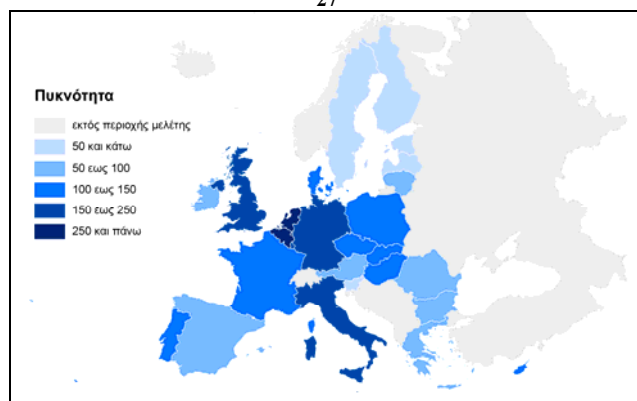 27
Πυκνότητα
εκτός περιοχής μελέτης
50 και κάτω
50 εως 100
100 εως 150
150 εως 250
250 και πάνω